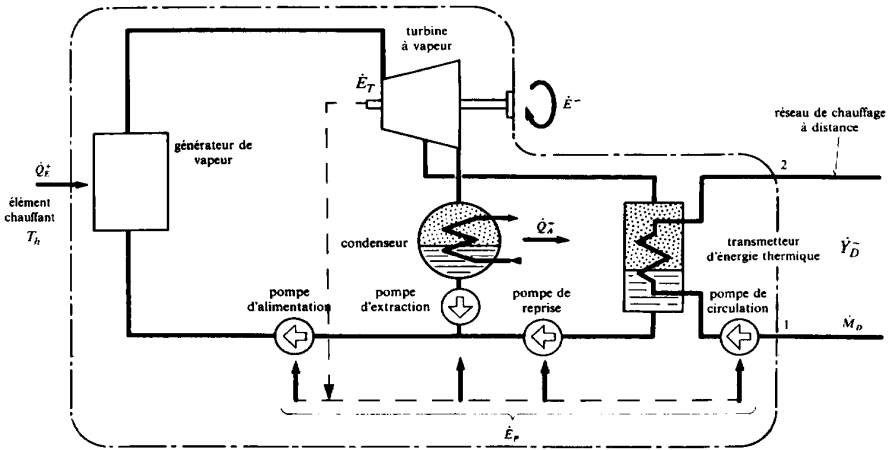 turbine
à vapeur
Ė_T
Ė⁻
réseau de chauffage
à distance
générateur de
vapeur
Q̇_E⁺
élément
chauffant
T_h
2
condenseur
Q̇_A⁻
transmetteur
d'énergie thermique
Ẏ_D⁻
pompe
d'alimentation
pompe
d'extraction
pompe de
reprise
pompe de
circulation
1
Ṁ_D
Ė_P